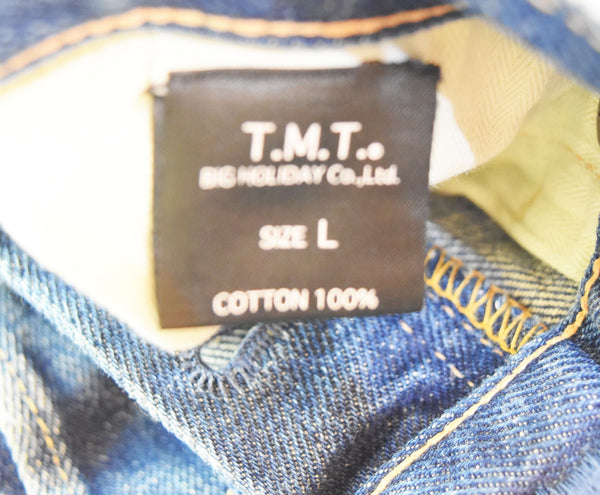 T.M.T.
BIG HOLIDAY Co.,Ltd.
SIZE L
COTTON 100%